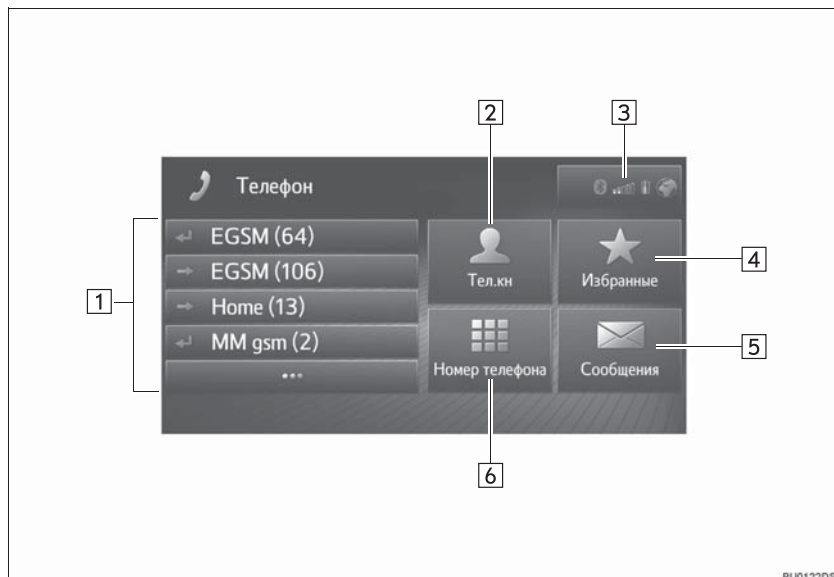 2
3
Телефон
EGSM (64)
EGSM (106)
Home (13)
MM gsm (2)
...
Тел.кн
Избранные
Номер телефона
Сообщения
1
4
5
6
RU0122DS